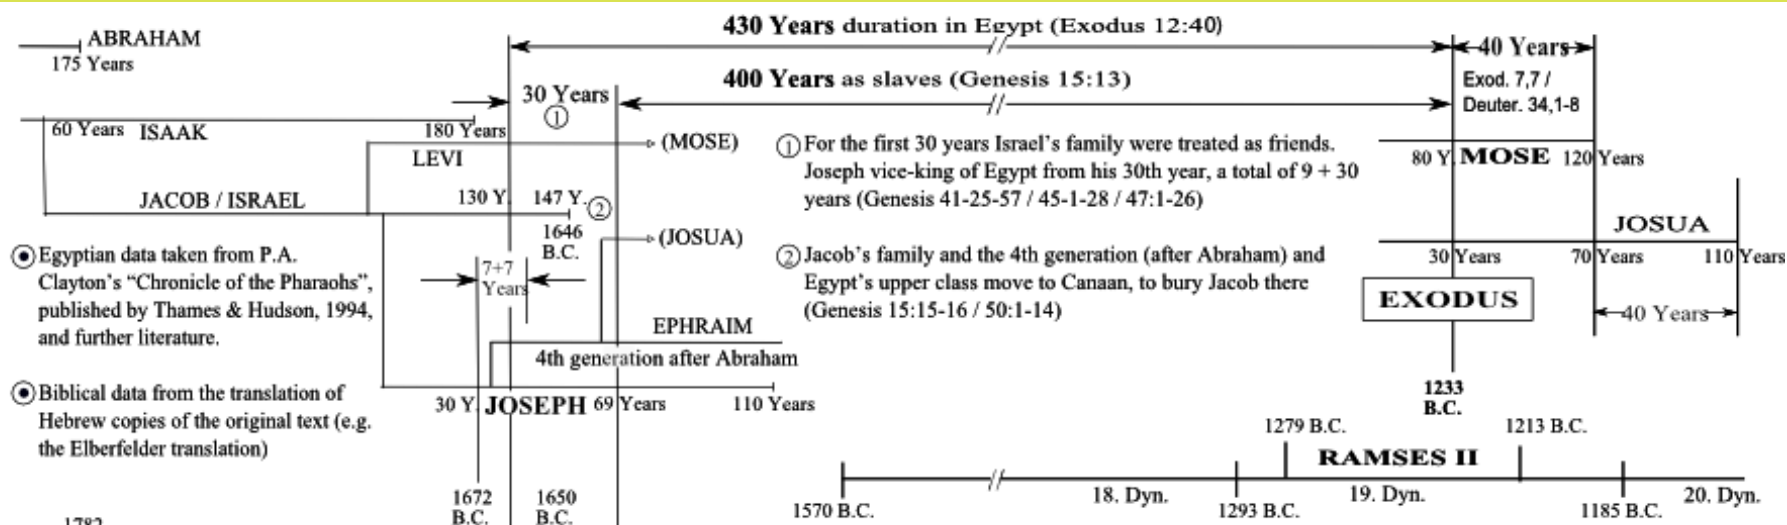 430 Years duration in Egypt (Exodus 12:40)
ABRAHAM
175 Years
40 Years
400 Years as slaves (Genesis 15:13)
Exod. 7,7 /
Deuter. 34,1-8
30 Years
①
60 Years ISAAK
180 Years
LEVI
(MOSE)
① For the first 30 years Israel's family were treated as friends.
Joseph vice-king of Egypt from his 30th year, a total of 9 + 30
years (Genesis 41-25-57 / 45-1-28 / 47:1-26)
80 Y. MOSE 120 Years
JACOB / ISRAEL
130 Y. 147 Y.
②
1646
B.C.
(JOSUA)
JOSUA
30 Years 70 Years 110 Years
② Jacob's family and the 4th generation (after Abraham) and
Egypt's upper class move to Canaan, to bury Jacob there
(Genesis 15:15-16 / 50:1-14)
EXODUS
40 Years
Egyptian data taken from P.A.
Clayton's “Chronicle of the Pharaohs”,
published by Thames & Hudson, 1994,
and further literature.
7+7
Years
EPHRAIM
4th generation after Abraham
Biblical data from the translation of
Hebrew copies of the original text (e.g.
the Elberfelder translation)
30 Y. JOSEPH 69 Years 110 Years
1233
B.C.
1279 B.C. 1213 B.C.
RAMSES II
18. Dyn. 19. Dyn. 20. Dyn.
1570 B.C. 1293 B.C. 1185 B.C.
1672
B.C.
1650
B.C.
1782